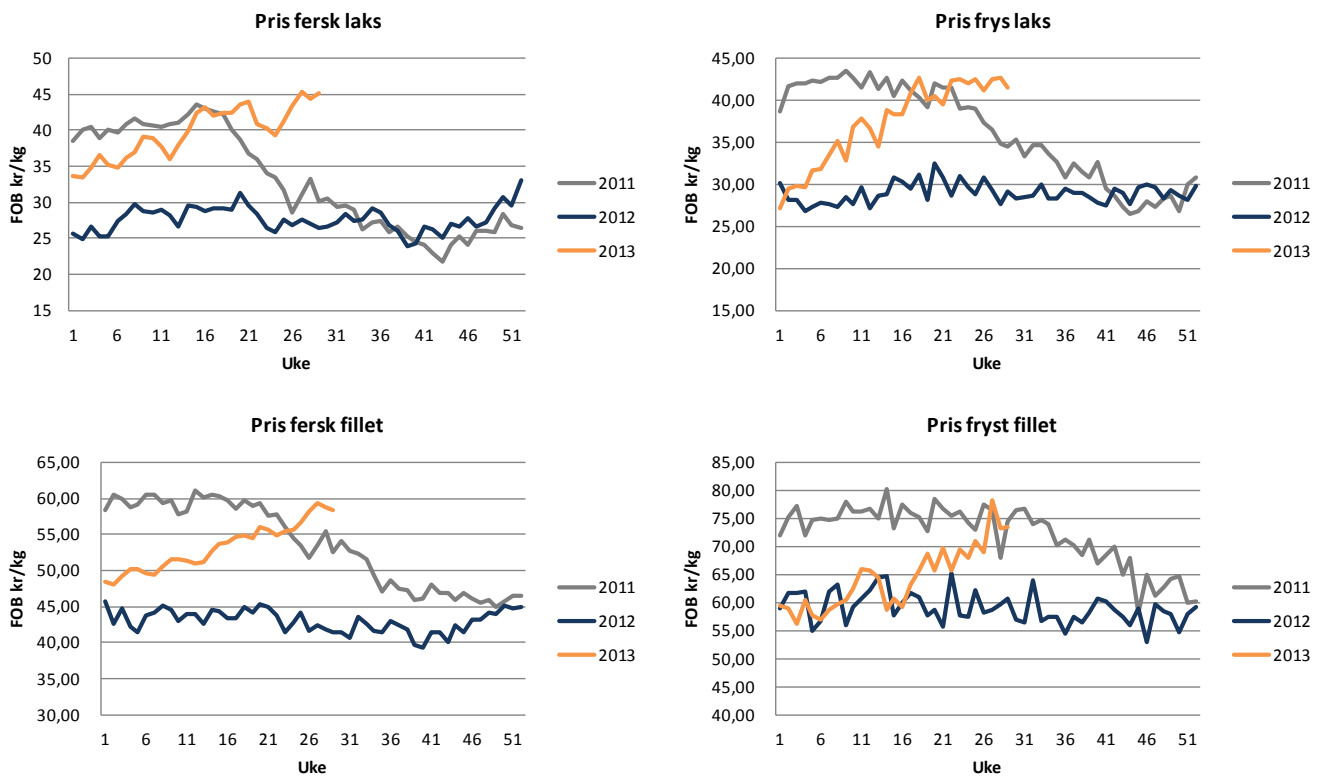 Pris fersk laks
50
45
40
35
30
25
20
15
FOB kr/kg
1 6 11 16 21 26 31 36 41 46 51
Uke
2011
2012
2013
Pris frys laks
45,00
40,00
35,00
30,00
25,00
20,00
15,00
FOB kr/kg
1 6 11 16 21 26 31 36 41 46 51
Uke
2011
2012
2013
Pris fersk fillet
65,00
60,00
55,00
50,00
45,00
40,00
35,00
30,00
FOB kr/kg
1 6 11 16 21 26 31 36 41 46 51
Uke
2011
2012
2013
Pris fryst fillet
85,00
80,00
75,00
70,00
65,00
60,00
55,00
50,00
45,00
40,00
FOB kr/kg
1 6 11 16 21 26 31 36 41 46 51
Uke
2011
2012
2013